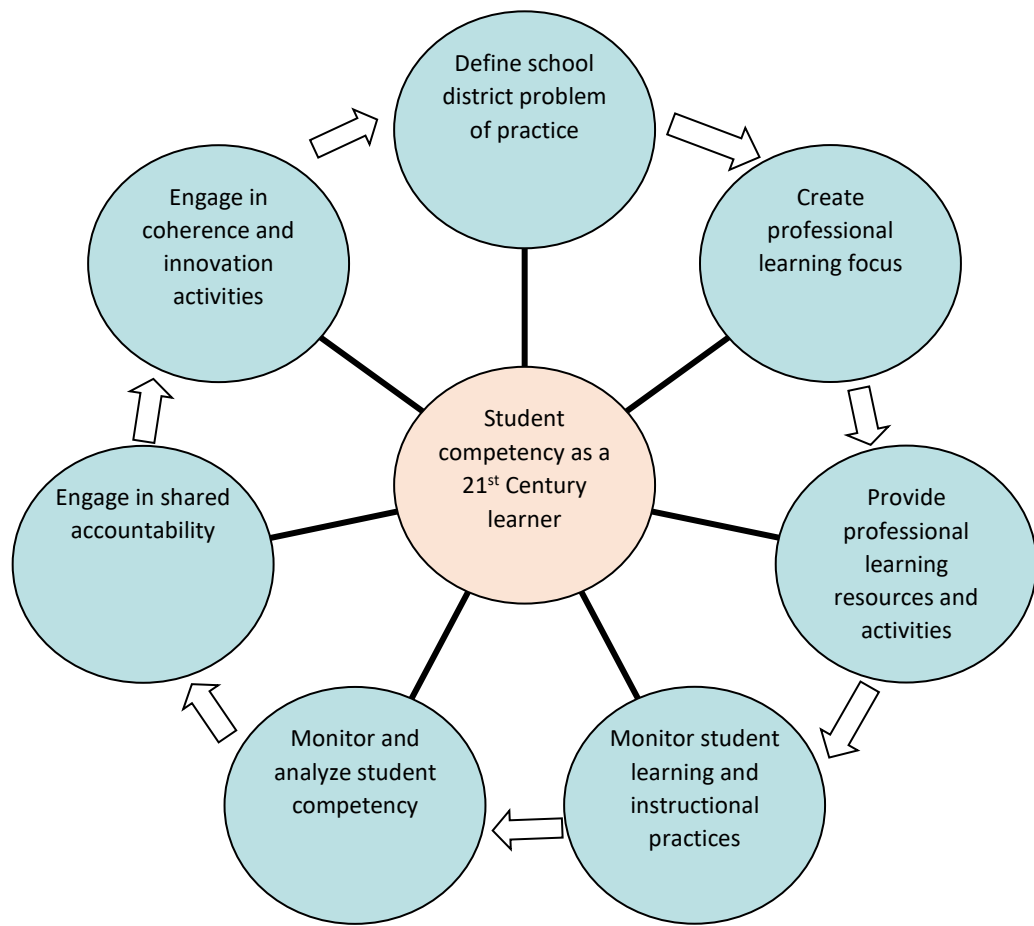 Define school
district problem
of practice
Create
professional
learning focus
Provide
professional
learning
resources and
activities
Monitor student
learning and
instructional
practices
Monitor and
analyze student
competency
Engage in shared
accountability
Engage in
coherence and
innovation
activities
Student
competency as a
21st Century
learner